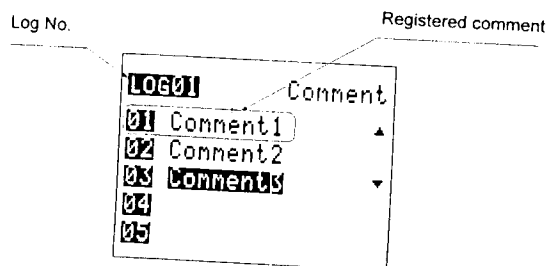 Log No.
Registered comment
LOG01 Comment
01 Comment1
02 Comment2
03 Comment3
04
05